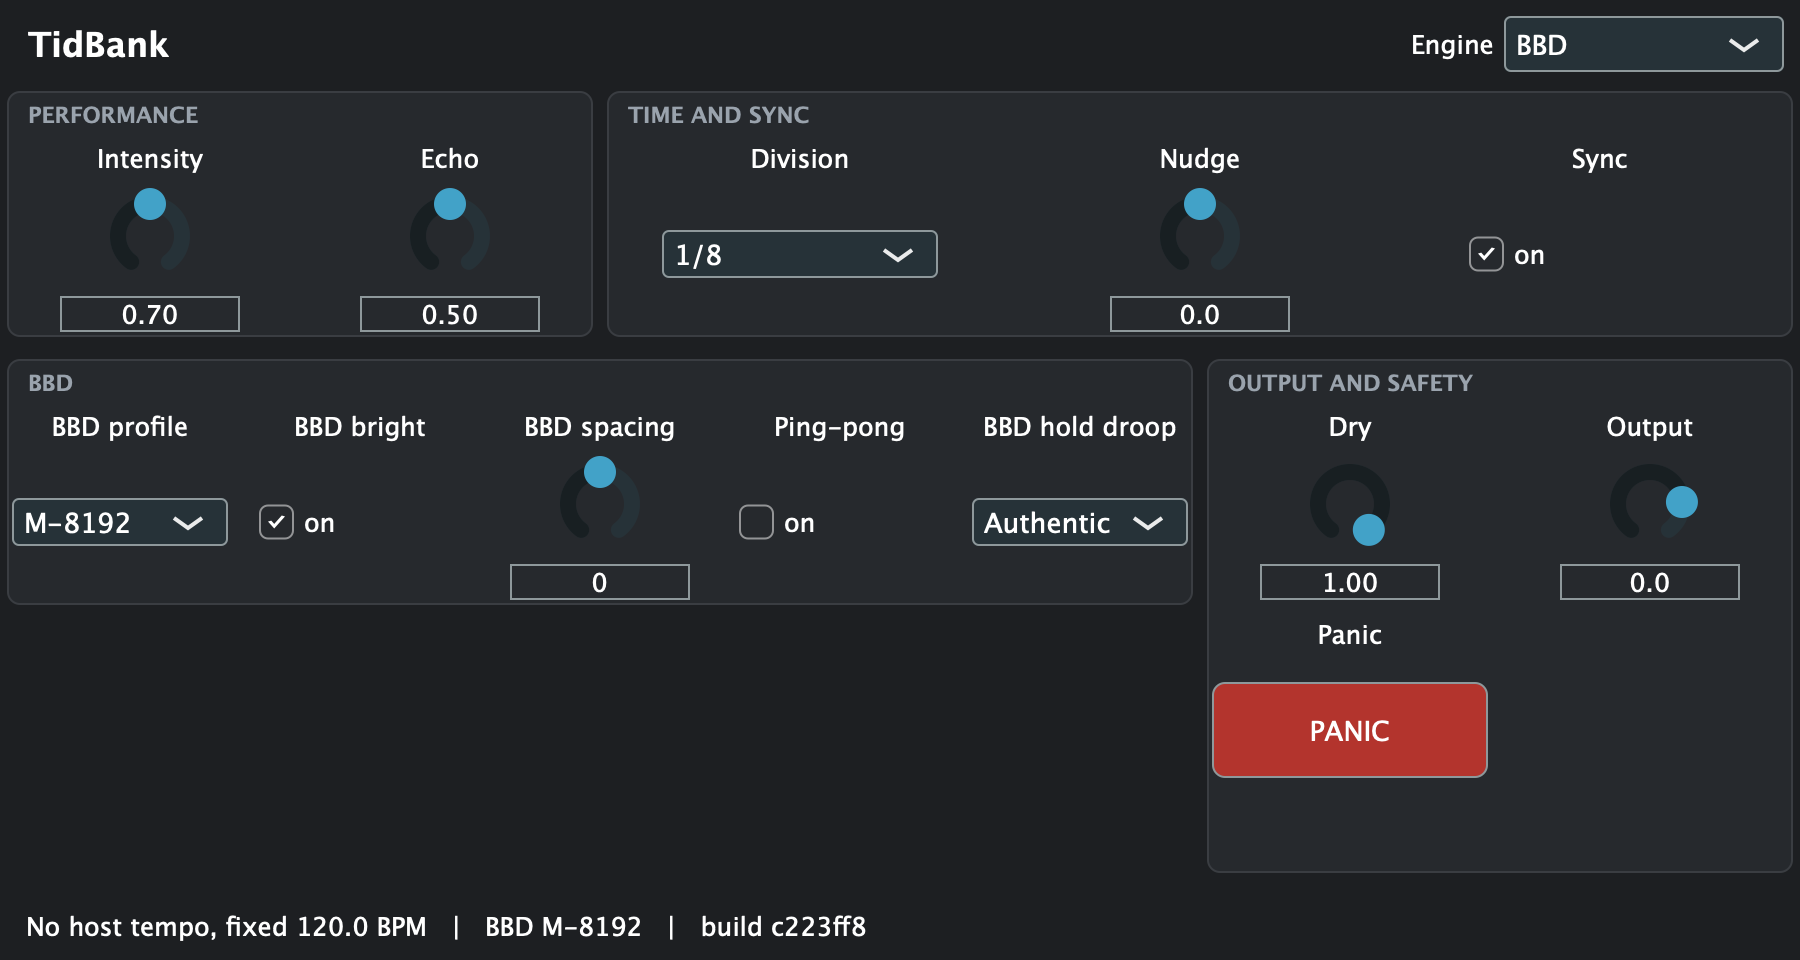 TidBank
Engine BBD
PERFORMANCE
Intensity Echo
0.70 0.50
TIME AND SYNC
Division Nudge Sync
1/8 on
0.0
BBD
BBD profile BBD bright BBD spacing Ping-pong BBD hold droop
M-8192 on on Authentic
0
OUTPUT AND SAFETY
Dry Output
1.00 0.0
Panic
PANIC
No host tempo, fixed 120.0 BPM | BBD M-8192 | build c223ff8